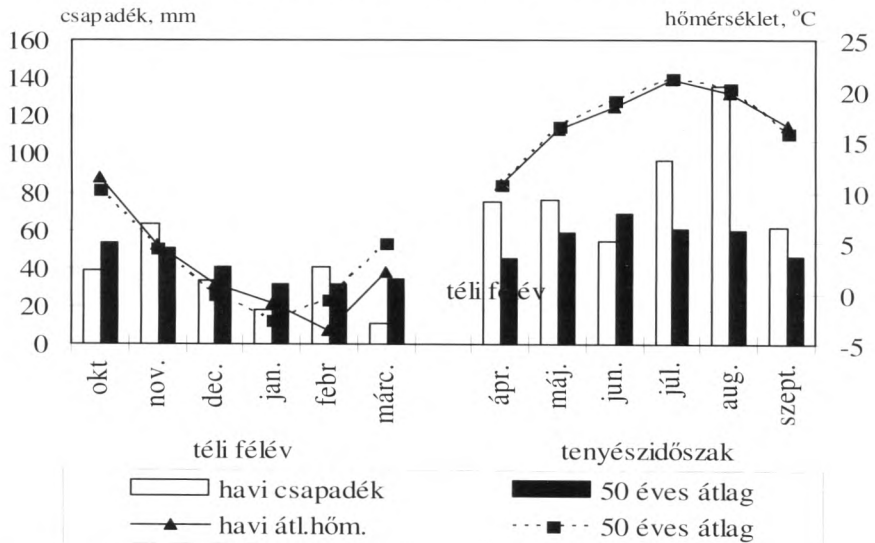 csapadék, mm
hőmérséklet, °C
160
140
120
100
80
60
40
20
0
25
20
15
10
5
0
-5
téli félév
okt
nov.
dec.
jan.
febr
márc.
ápr.
máj.
jun.
júl.
aug.
szept.
téli félév
tenyészidőszak
havi csapadék
50 éves átlag
havi átl.hőm.
50 éves átlag